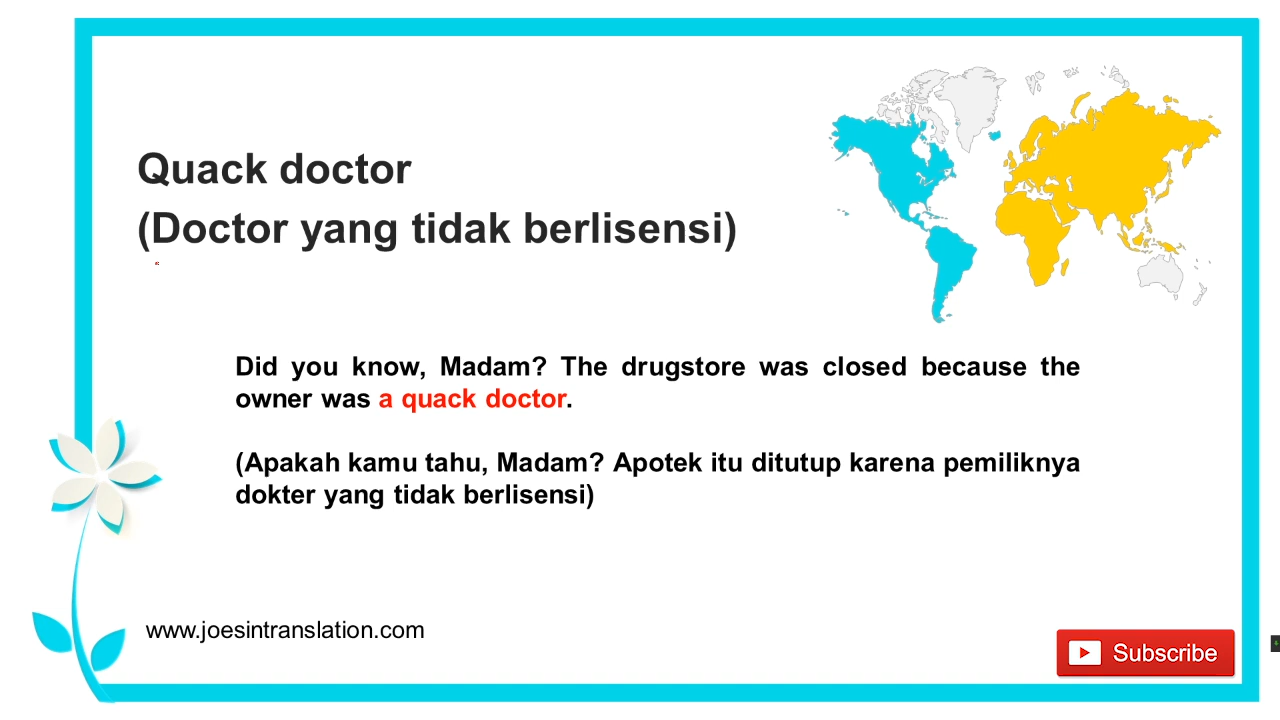 Quack doctor
(Doctor yang tidak berlisensi)
Did you know, Madam? The drugstore was closed because the
owner was a quack doctor.
(Apakah kamu tahu, Madam? Apotek itu ditutup karena pemiliknya
dokter yang tidak berlisensi)
www.joesintranslation.com
Subscribe